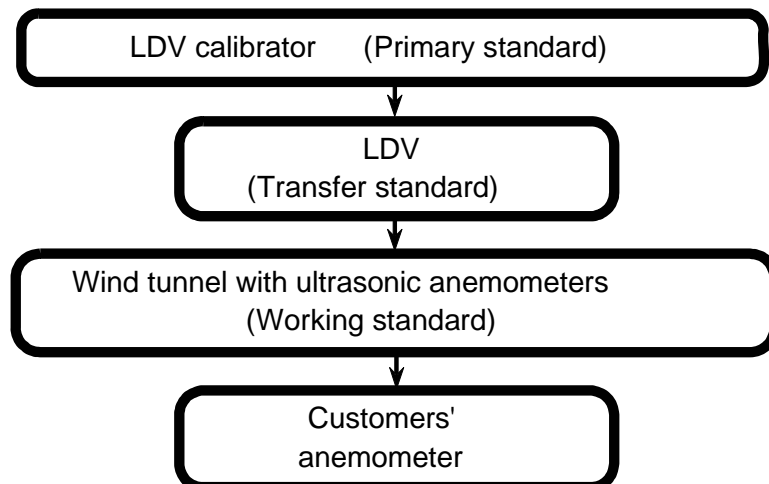 LDV calibrator (Primary standard)
LDV
(Transfer standard)
Wind tunnel with ultrasonic anemometers
(Working standard)
Customers'
anemometer